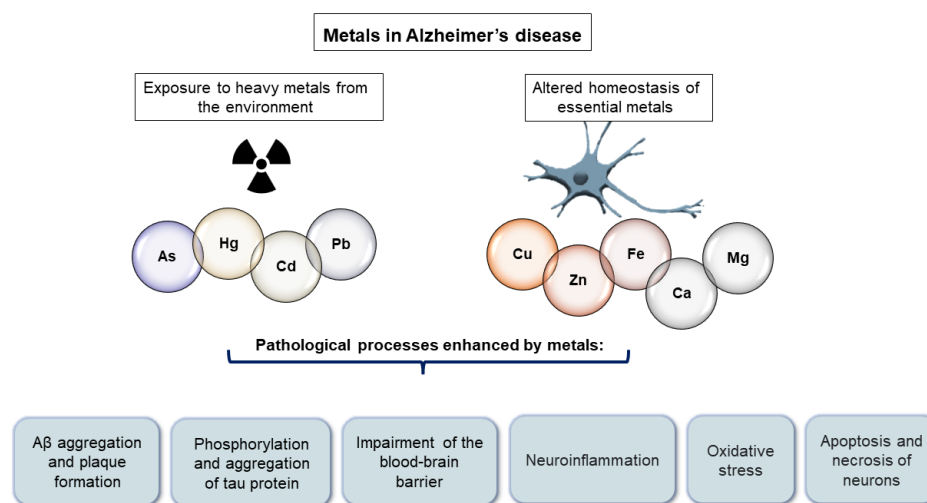 Metals in Alzheimer's disease
Exposure to heavy metals from
the environment
Altered homeostasis of
essential metals
As
Hg
Cd
Pb
Cu
Zn
Fe
Ca
Mg
Pathological processes enhanced by metals:
Aβ aggregation
and plaque
formation
Phosphorylation
and aggregation
of tau protein
Impairment of the
blood-brain
barrier
Neuroinflammation
Oxidative
stress
Apoptosis and
necrosis of
neurons